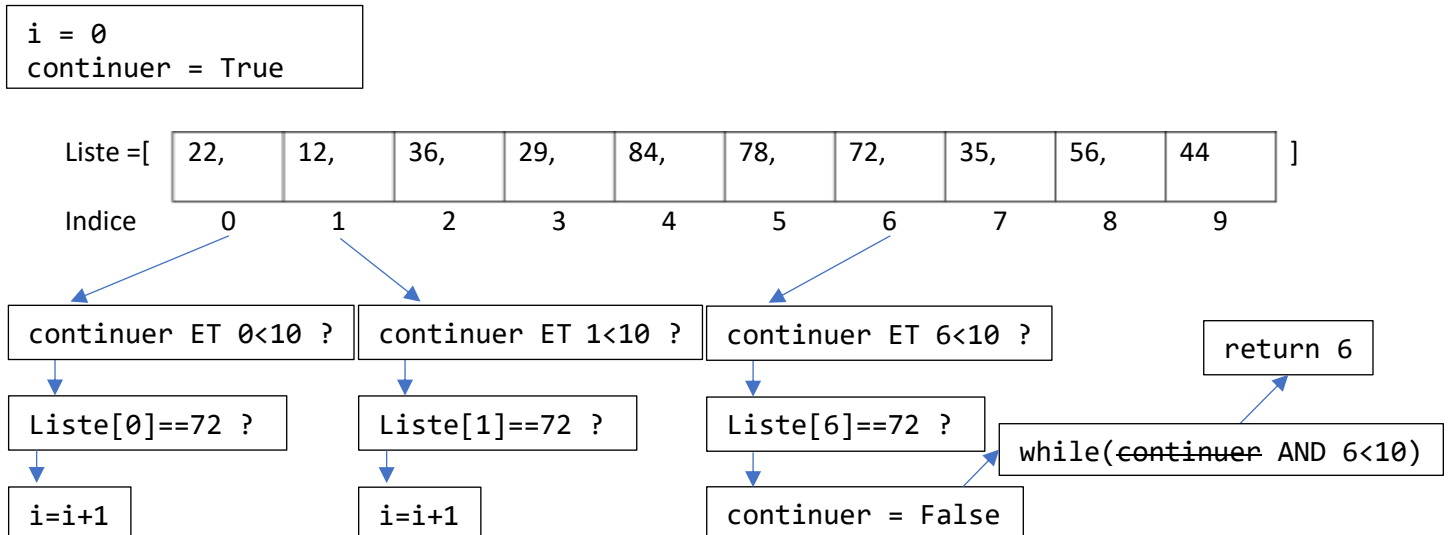 i = 0
continuer = True
Liste =[ 22, 12, 36, 29, 84, 78, 72, 35, 56, 44 ]
Indice 0 1 2 3 4 5 6 7 8 9
continuer ET 0<10 ? continuer ET 1<10 ? continuer ET 6<10 ?
return 6
Liste[0]==72 ? Liste[1]==72 ? Liste[6]==72 ?
while(continuer AND 6<10)
i=i+1 i=i+1 continuer = False